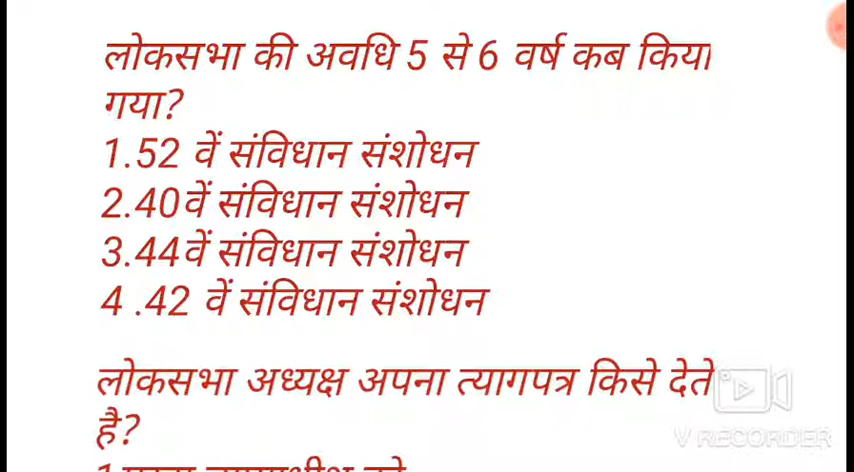 लोकसभा की अवधि 5 से 6 वर्ष कब किया
गया?
1.52 वें संविधान संशोधन
2.40वें संविधान संशोधन
3.44वें संविधान संशोधन
4 .42 वें संविधान संशोधन
लोकसभा अध्यक्ष अपना त्यागपत्र किसे देते
है?
V RECORDER